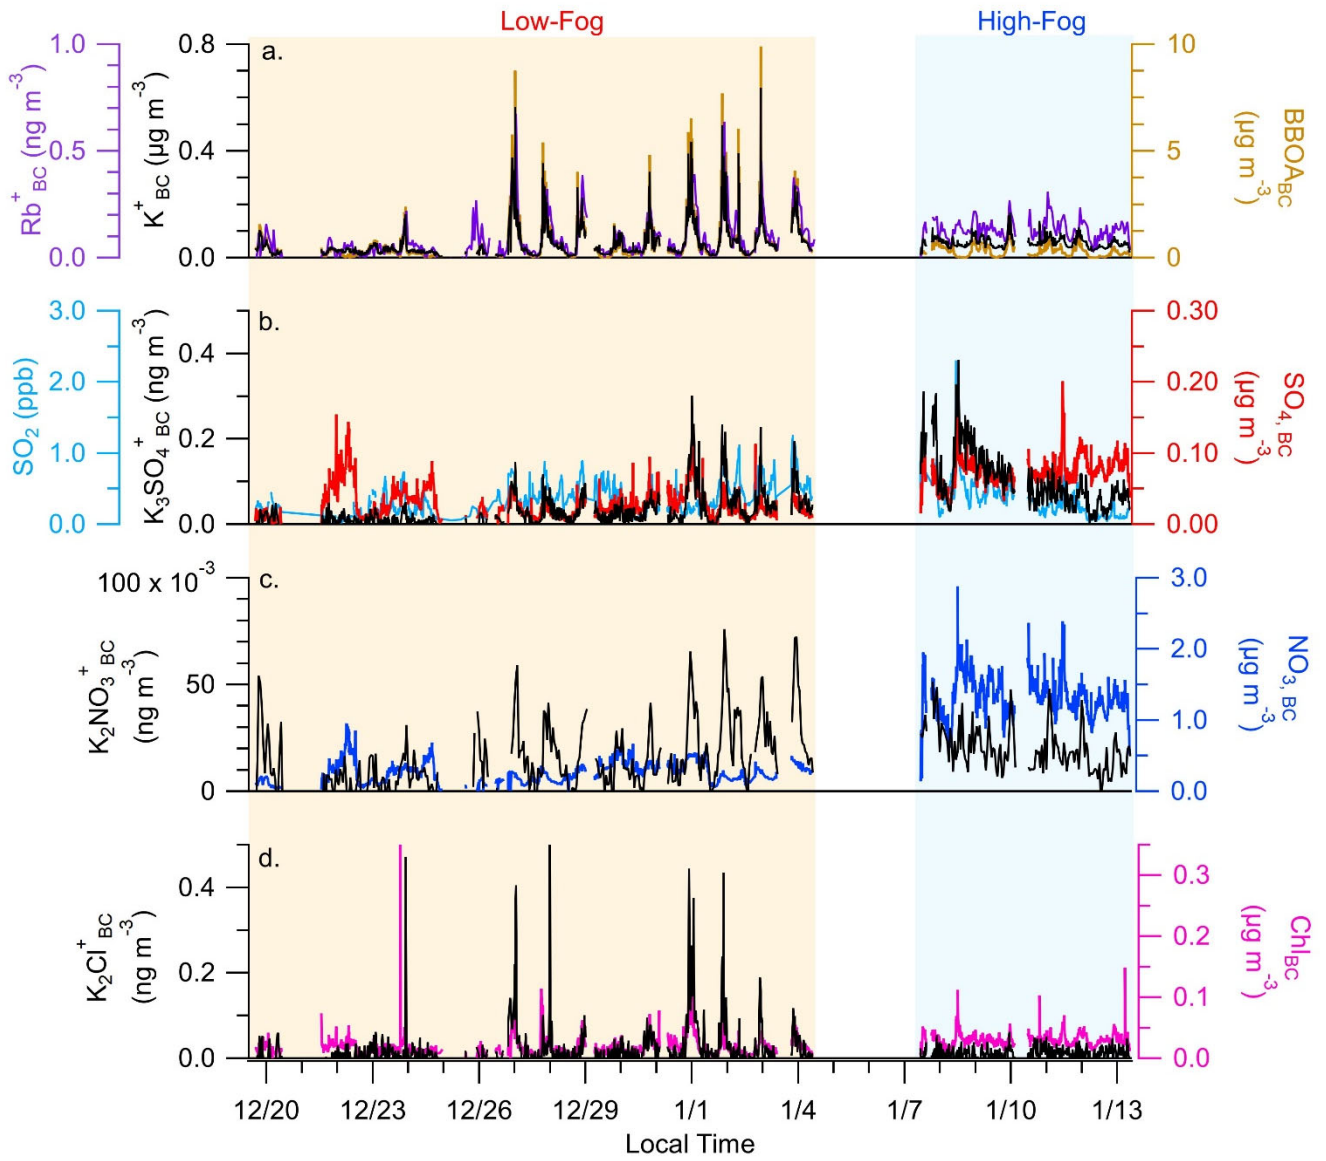 Low-Fog
High-Fog
a.
Rb⁺BC (ng m⁻³)
1.0
0.5
0.0
K⁺BC (µg m⁻³)
0.8
0.4
0.0
10
5
0
BBOABC
(µg m⁻³)
b.
SO₂ (ppb)
3.0
2.0
1.0
0.0
K₃SO₄⁺BC (ng m⁻³)
0.4
0.2
0.0
0.30
0.20
0.10
0.00
SO₄, BC
(µg m⁻³)
c.
K₂NO₃⁺BC
(ng m⁻³)
100 x 10⁻³
50
0
3.0
2.0
1.0
0.0
NO₃, BC
(µg m⁻³)
d.
K₂Cl⁺BC
(ng m⁻³)
0.4
0.2
0.0
0.3
0.2
0.1
0.0
ChlBC
(µg m⁻³)
12/20 12/23 12/26 12/29 1/1 1/4 1/7 1/10 1/13
Local Time